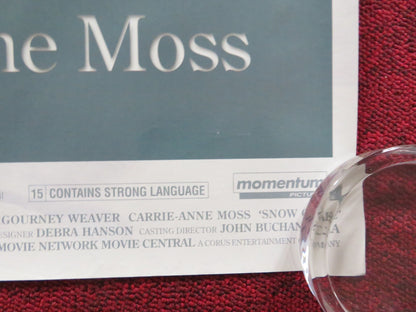 ne Moss
15 CONTAINS STRONG LANGUAGE
momentum
PICTU
GOURNEY WEAVER CARRIE-ANNE MOSS 'SNOW
SIGNER DEBRA HANSON CASTING DIRECTOR JOHN BUCHAN
MOVIE NETWORK MOVIE CENTRAL A CORUS ENTERTAINMENT